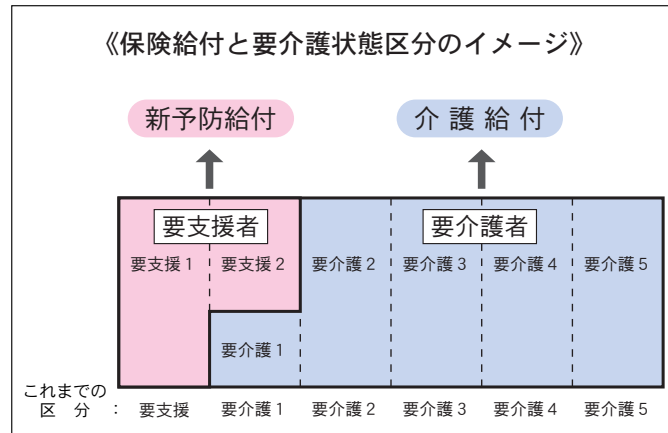 《保険給付と要介護状態区分のイメージ》
新予防給付
介護給付
要支援者
要介護者
要支援1
要支援2
要介護2
要介護3
要介護4
要介護5
要介護1
これまでの
区分：
要支援
要介護1
要介護2
要介護3
要介護4
要介護5